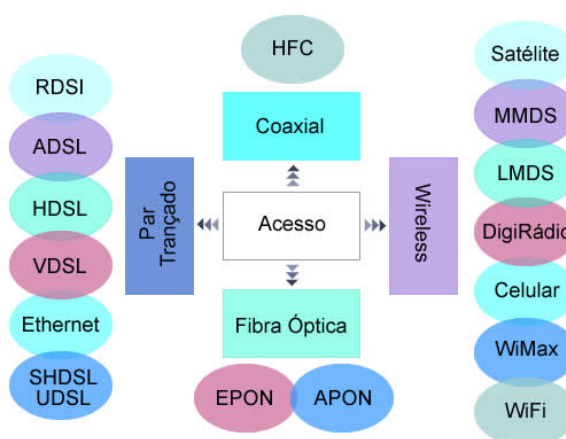 HFC
Coaxial
RDSI
ADSL
HDSL
VDSL
Ethernet
SHDSL
UDSL
Par
Trançado
Acesso
Wireless
Fibra Óptica
EPON
APON
Satélite
MMDS
LMDS
DigiRádio
Celular
WiMax
WiFi